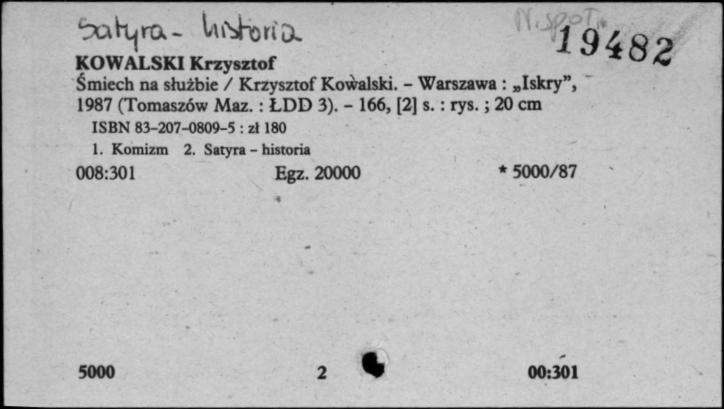 Satyra - historia
N. społ.
19482
KOWALSKI Krzysztof
Śmiech na służbie / Krzysztof Kowalski. – Warszawa : „Iskry”,
1987 (Tomaszów Maz. : ŁDD 3). – 166, [2] s. : rys. ; 20 cm
ISBN 83-207-0809-5 : zł 180
1. Komizm 2. Satyra – historia
008:301 Egz. 20000 * 5000/87
5000 2 00:301